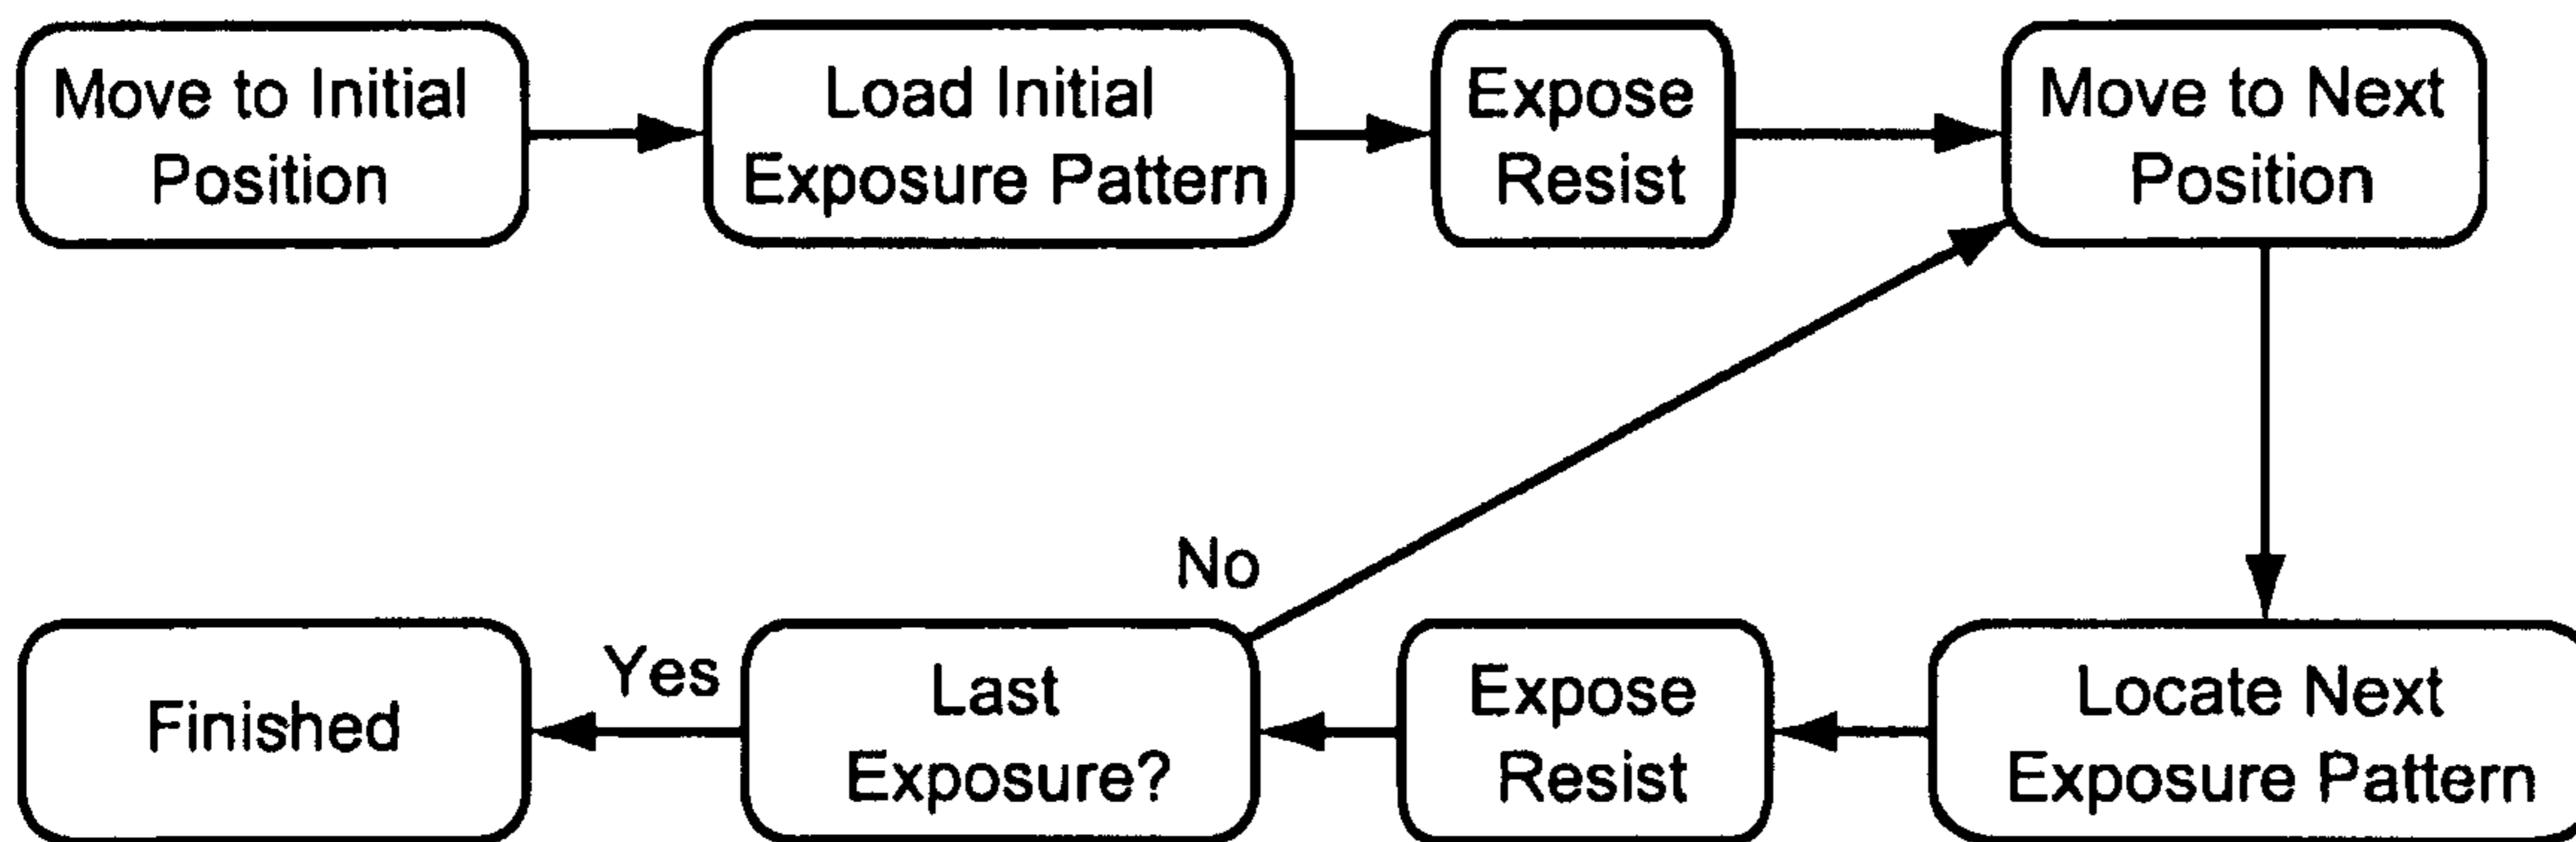 Move to Initial
Position
Load Initial
Exposure Pattern
Expose
Resist
Move to Next
Position
No
Yes
Finished
Last
Exposure?
Expose
Resist
Locate Next
Exposure Pattern